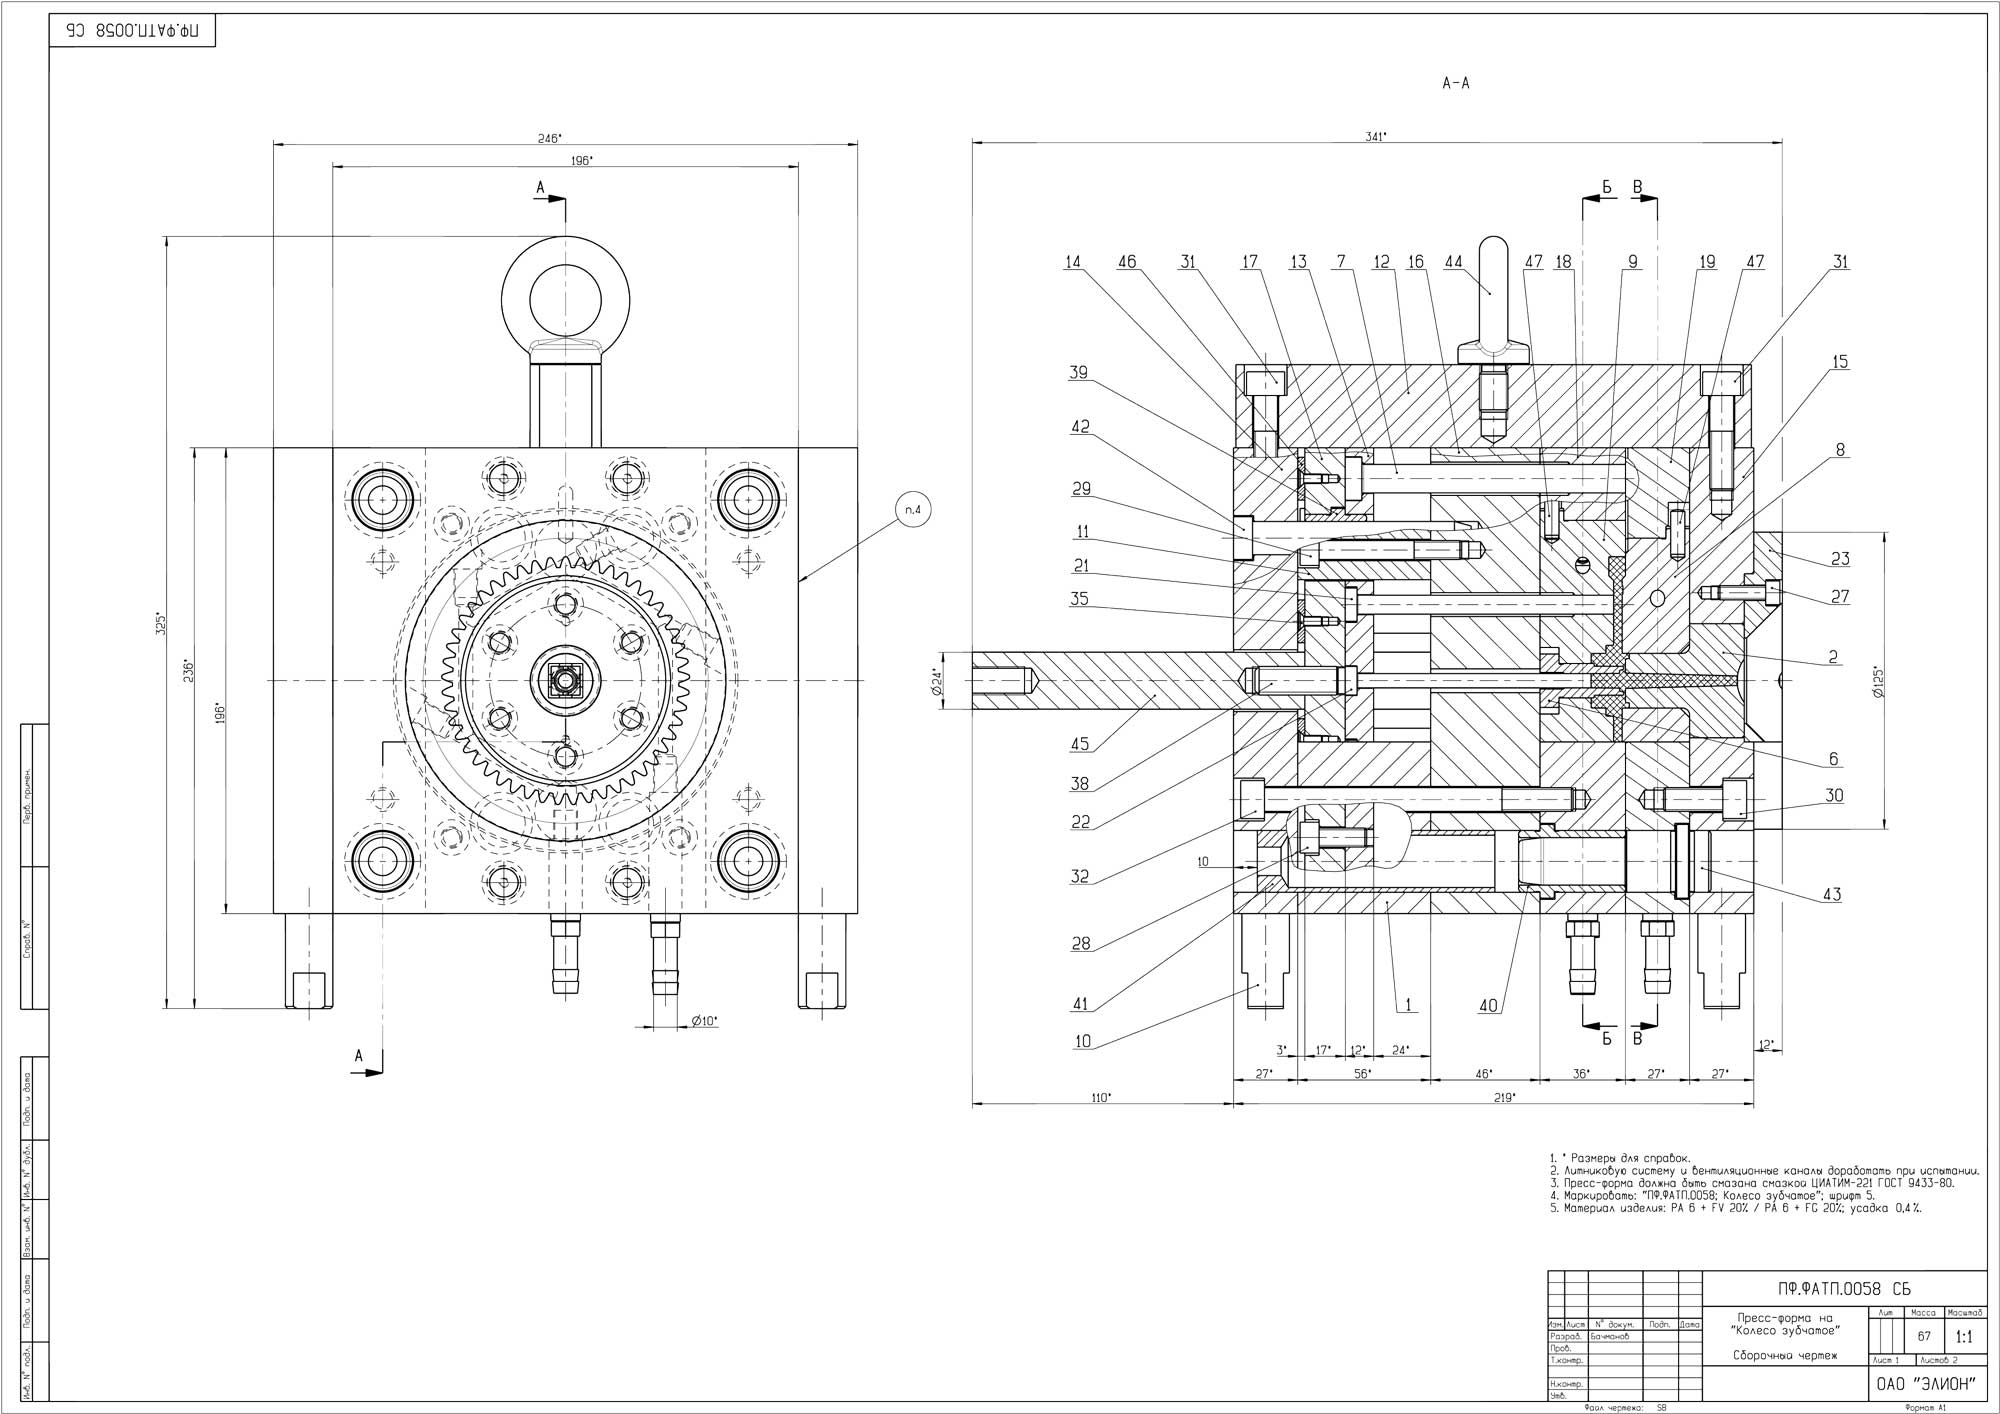 ПФ.ФАТП.0058 СБ
А-А
246*
196*
341*
А
Б В
14 46 31 17 13 7 12 16 44 47 18 9 19 47 31
39
15
42
8
29
п.4
11
23
21
27
35
325*
236*
196*
⌀24*
2
⌀125*
45
6
38
30
22
32
10
43
28
41
1
40
⌀10*
10
А
Б В
3* 17* 12* 24*
12*
27* 56* 46* 36* 27* 27*
110* 219*
1. * Размеры для справок.
2. Литниковую систему и вентиляционные каналы доработать при испытании.
3. Пресс-форма должна быть смазана смазкой ЦИАТИМ-221 ГОСТ 9433-80.
4. Маркировать: "ПФ.ФАТП.0058; Колесо зубчатое"; шрифт 5.
5. Материал изделия: PA 6 + FV 20% / PA 6 + FG 20%; усадка 0,4%.
Перв. примен.
Справ. N°
Подп. и дата
Инв. N° дубл.
Взам. инв. N°
Подп. и дата
Инв. N° подл.
ПФ.ФАТП.0058 СБ
Изм. Лист N° докум. Подп. Дата
Разраб. Бачманов
Пров.
Т.контр.
Н.контр.
Утв.
Пресс-форма на
"Колесо зубчатое"
Сборочный чертеж
Лит Масса Масштаб
67 1:1
Лист 1 Листов 2
ОАО "ЭЛИОН"
Файл чертежа: SB
Формат А1